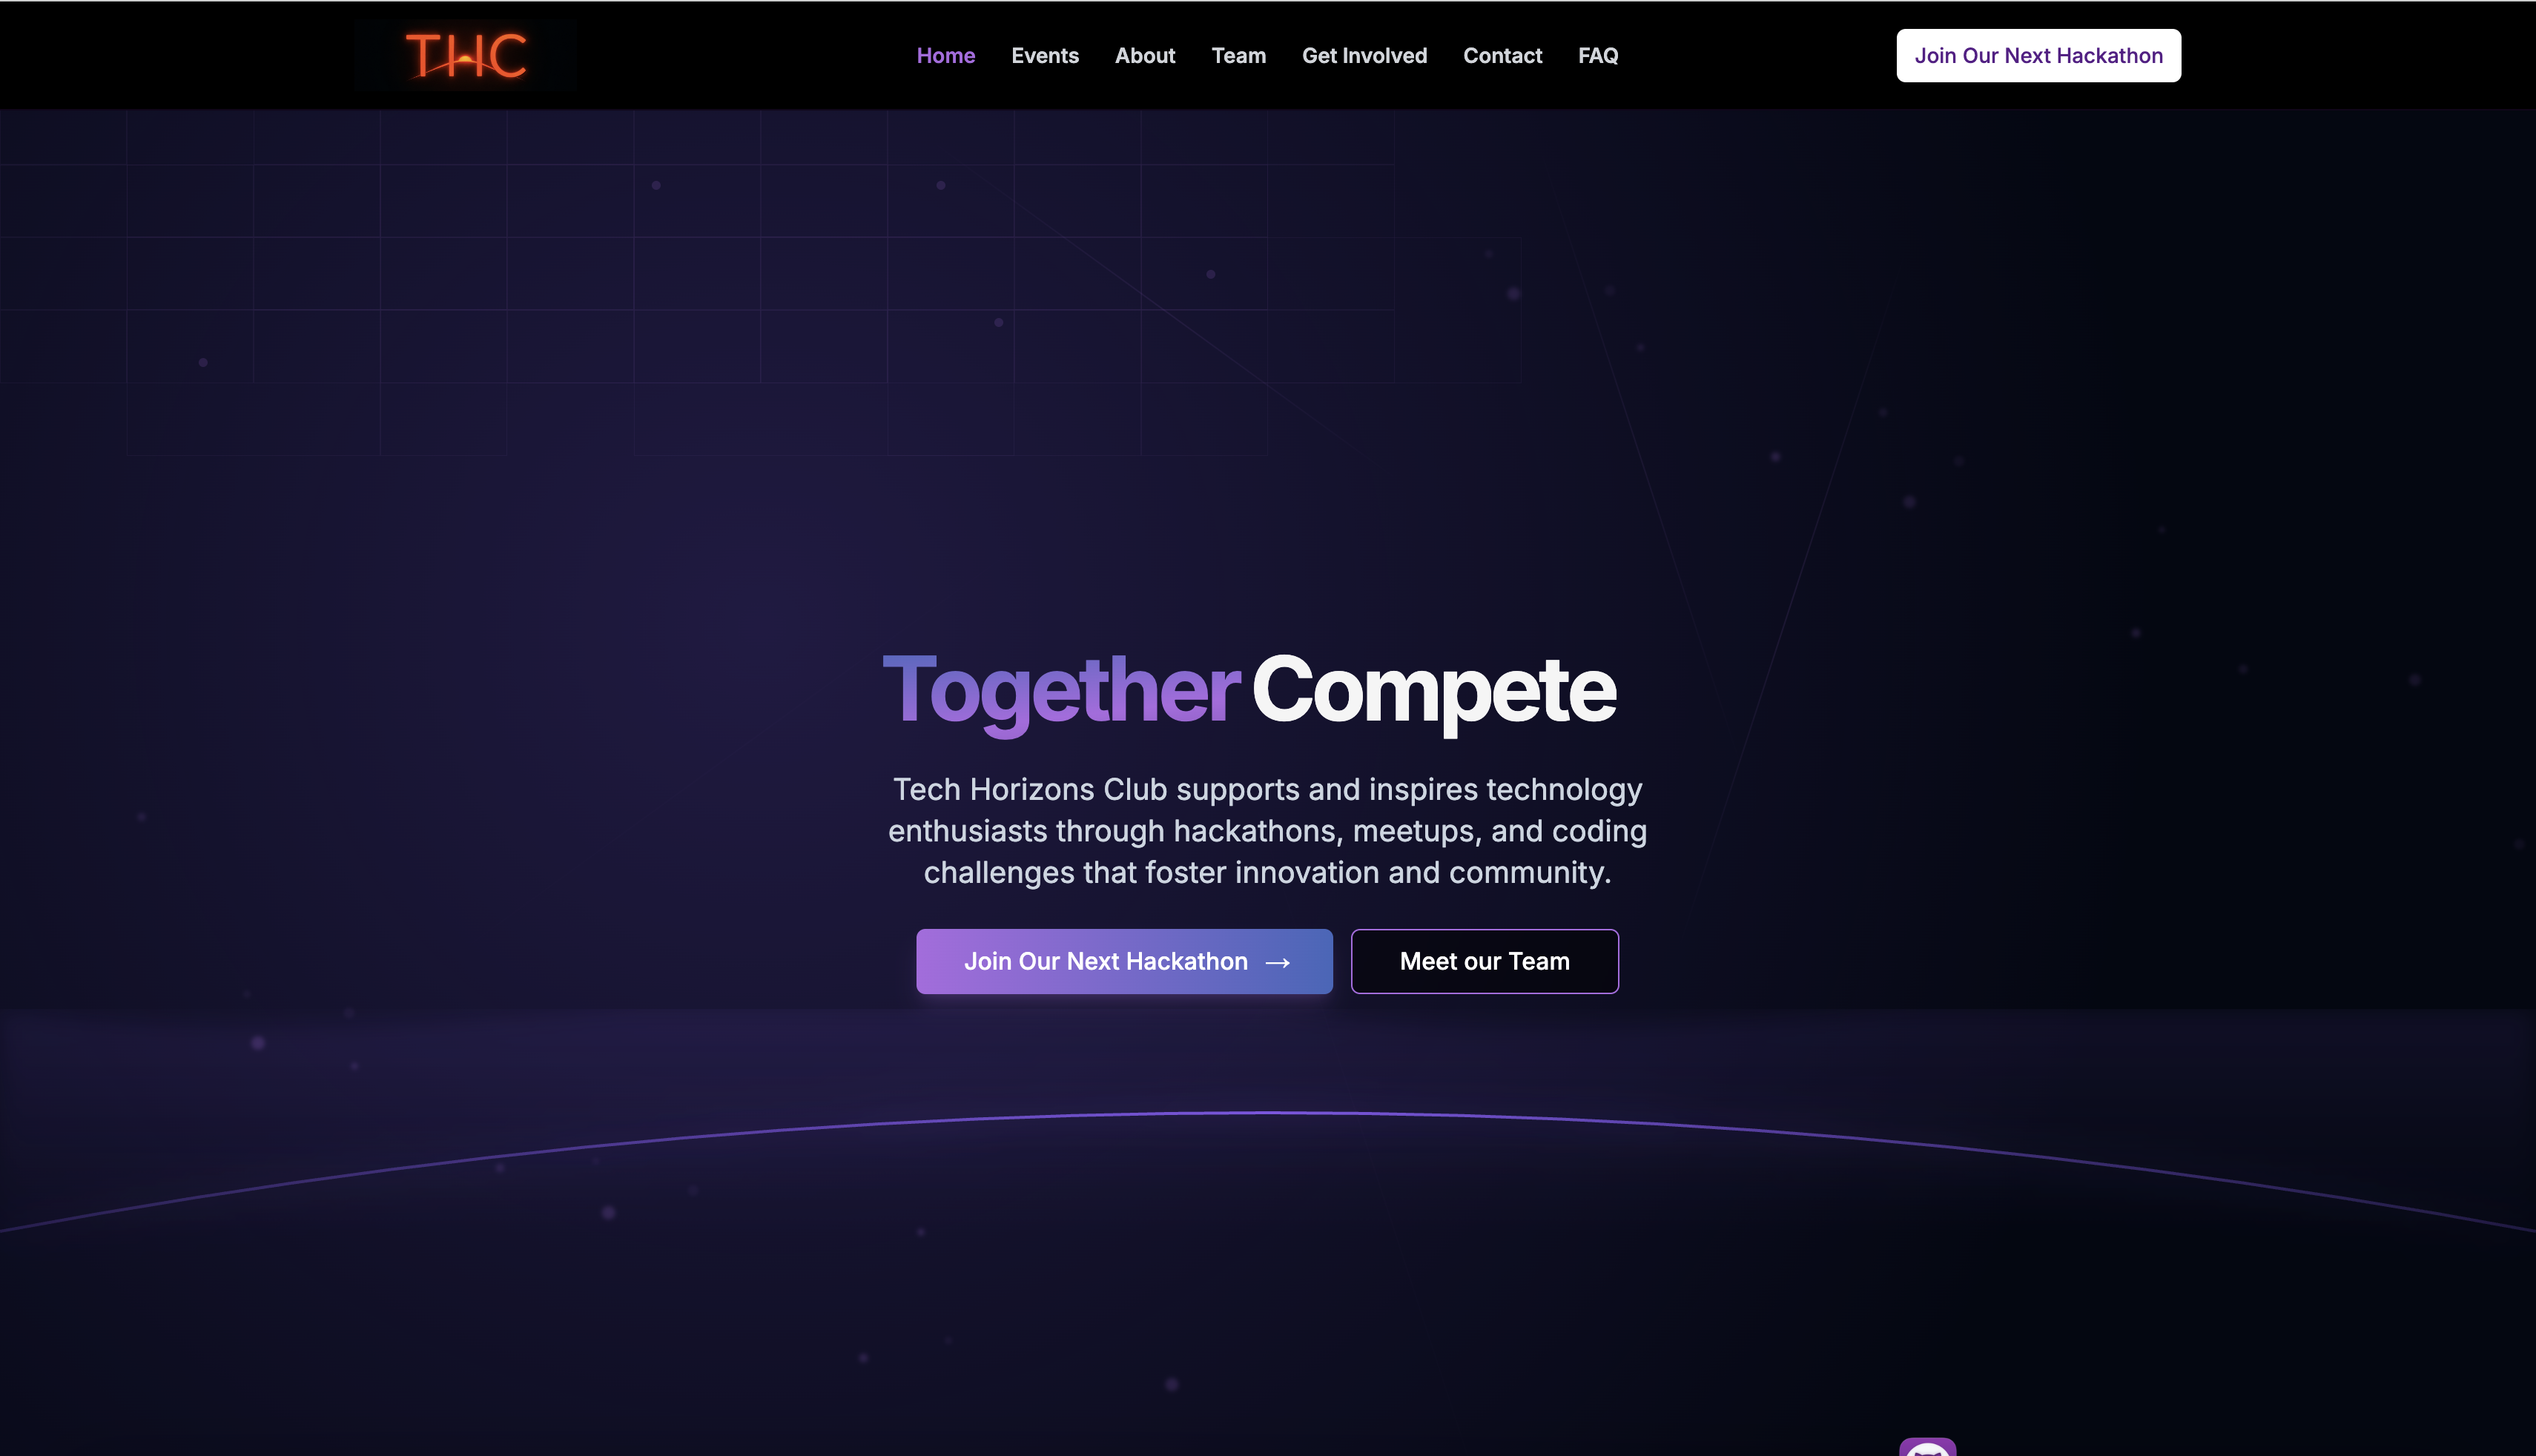 THC
Home Events About Team Get Involved Contact FAQ
Join Our Next Hackathon
Together Compete
Tech Horizons Club supports and inspires technology
enthusiasts through hackathons, meetups, and coding
challenges that foster innovation and community.
Join Our Next Hackathon →
Meet our Team